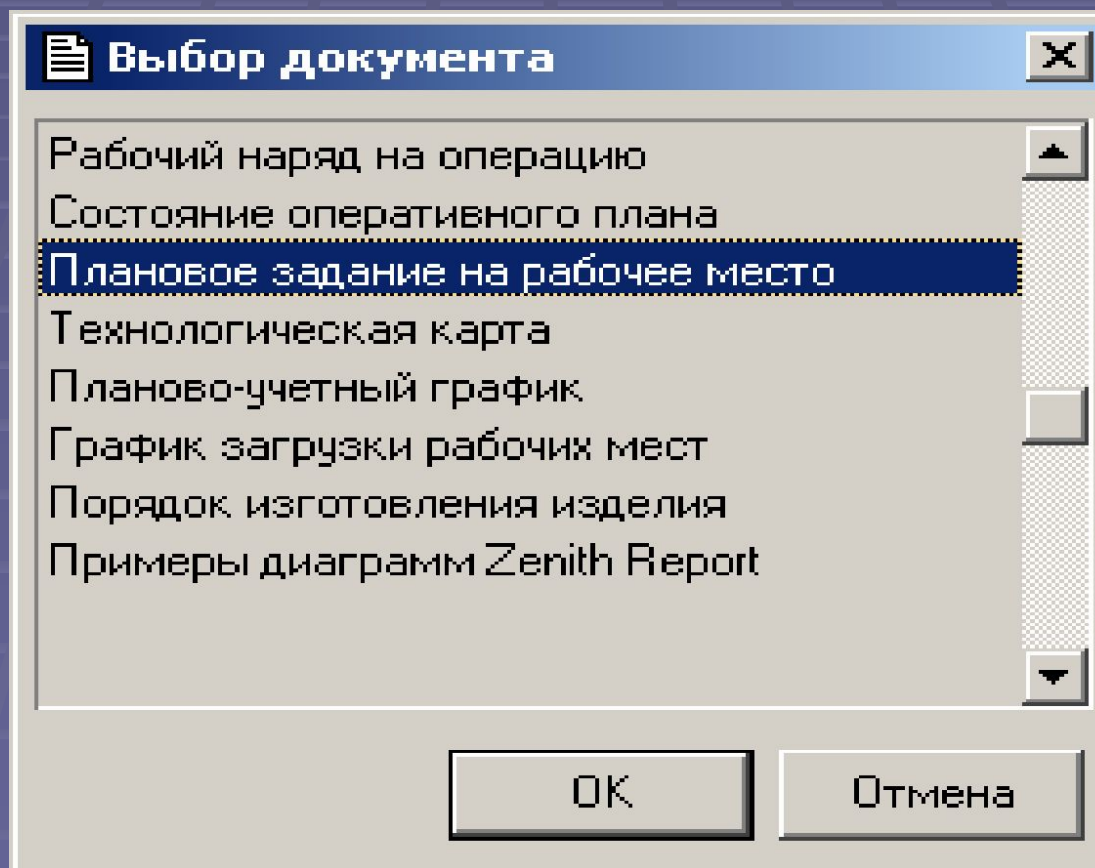 Выбор документа
Рабочий наряд на операцию
Состояние оперативного плана
Плановое задание на рабочее место
Технологическая карта
Планово-учетный график
График загрузки рабочих мест
Порядок изготовления изделия
Примеры диаграмм Zenith Report
OK
Отмена